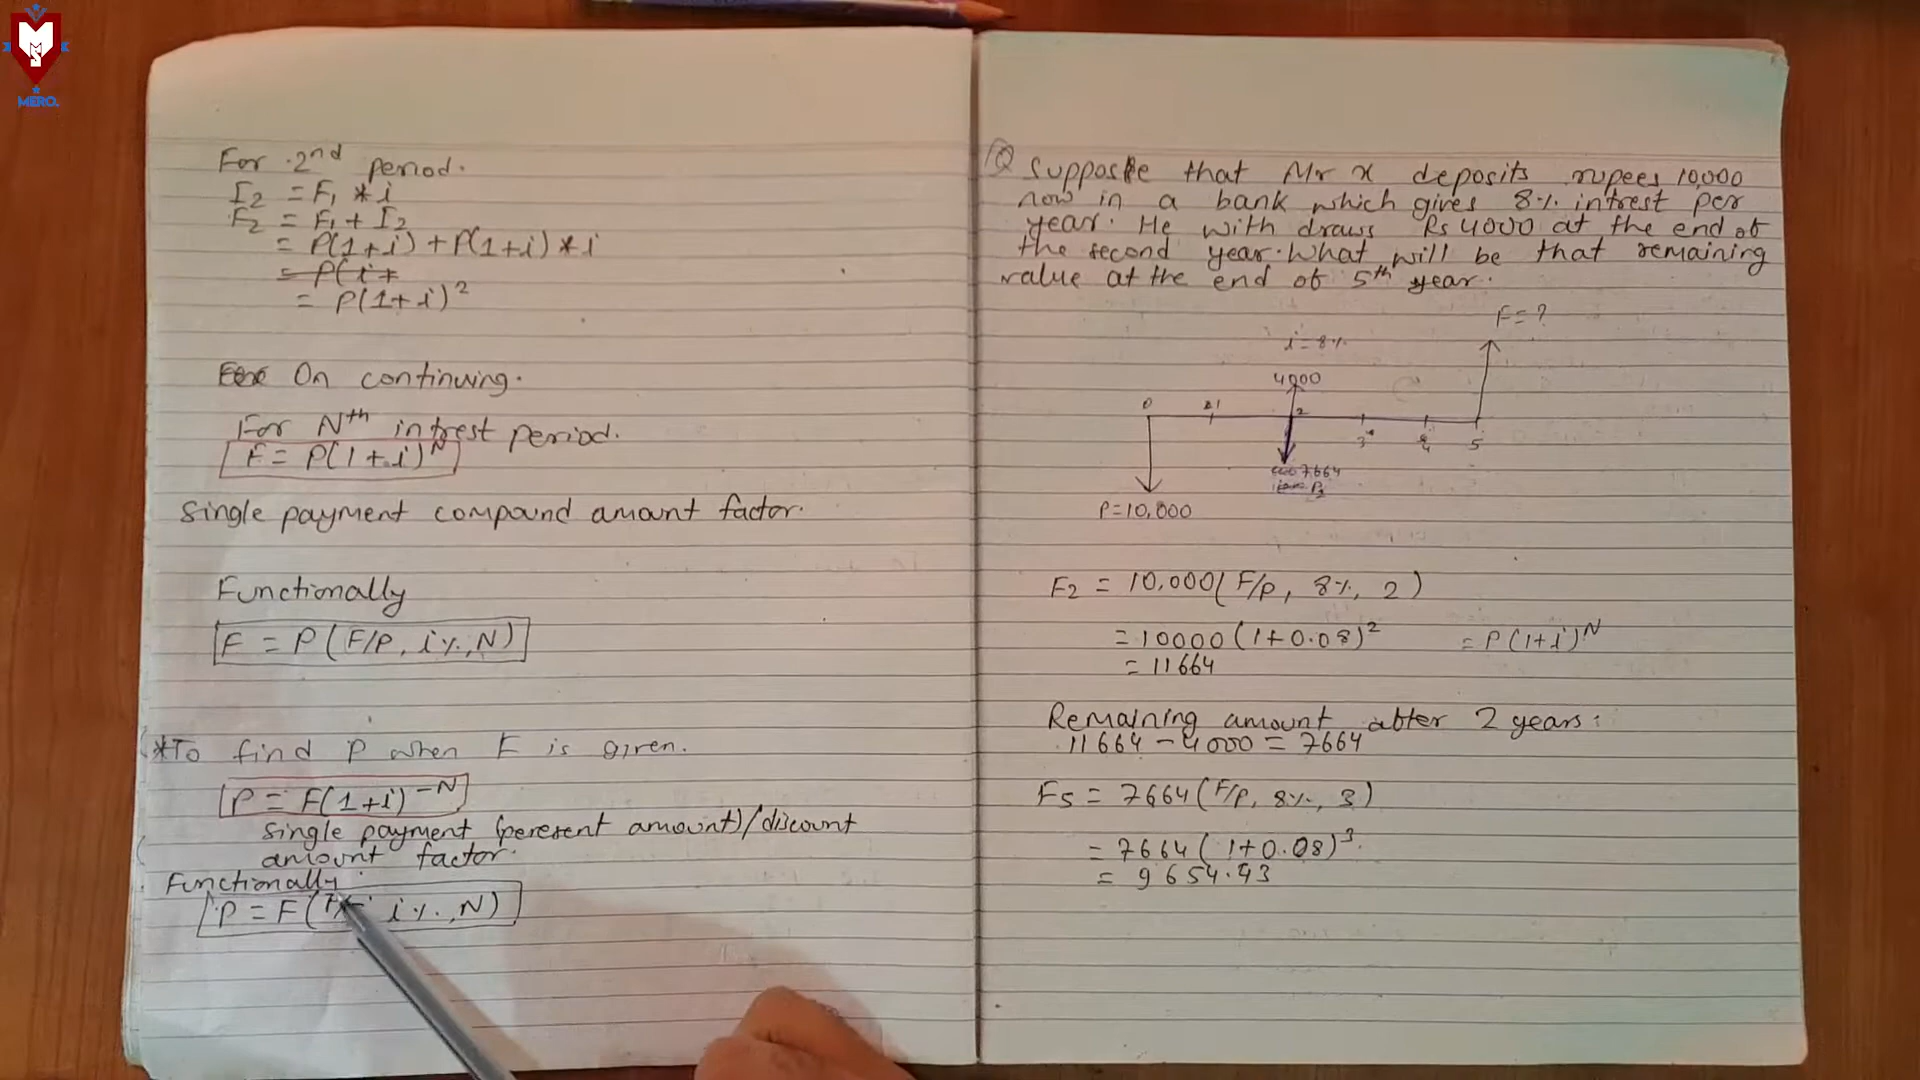 MS
MERO.
For 2nd period.
I2 = F1 * i
F2 = F1 + I2
= P(1+i) + P(1+i) * i
= P(i+
= P(1+i)²
On continuing.
For Nth intrest period.
F = P(1+i)^N
Single payment compound amount factor.
Functionally
F = P(F/P, i%, N)
*To find P when F is given.
P = F(1+i)^-N
Single payment (peresent amount)/discount
amount factor.
Functionally
P = F( i%, N)
Q Suppose that Mr x deposits rupees 10,000
now in a bank which gives 8% intrest per
year. He with draws Rs 4000 at the end of
the second year. What will be that remaining
value at the end of 5th year.
F = ?
i = 8%
4000
0 1 2 3 4 5
7664
P = 10,000
F2 = 10,000(F/P, 8%, 2)
= 10000(1+0.08)² = P(1+i)^N
= 11664
Remaining amount after 2 years:
11664 - 4000 = 7664
F5 = 7664(F/P, 8%, 3)
= 7664(1+0.08)³
= 9654.43